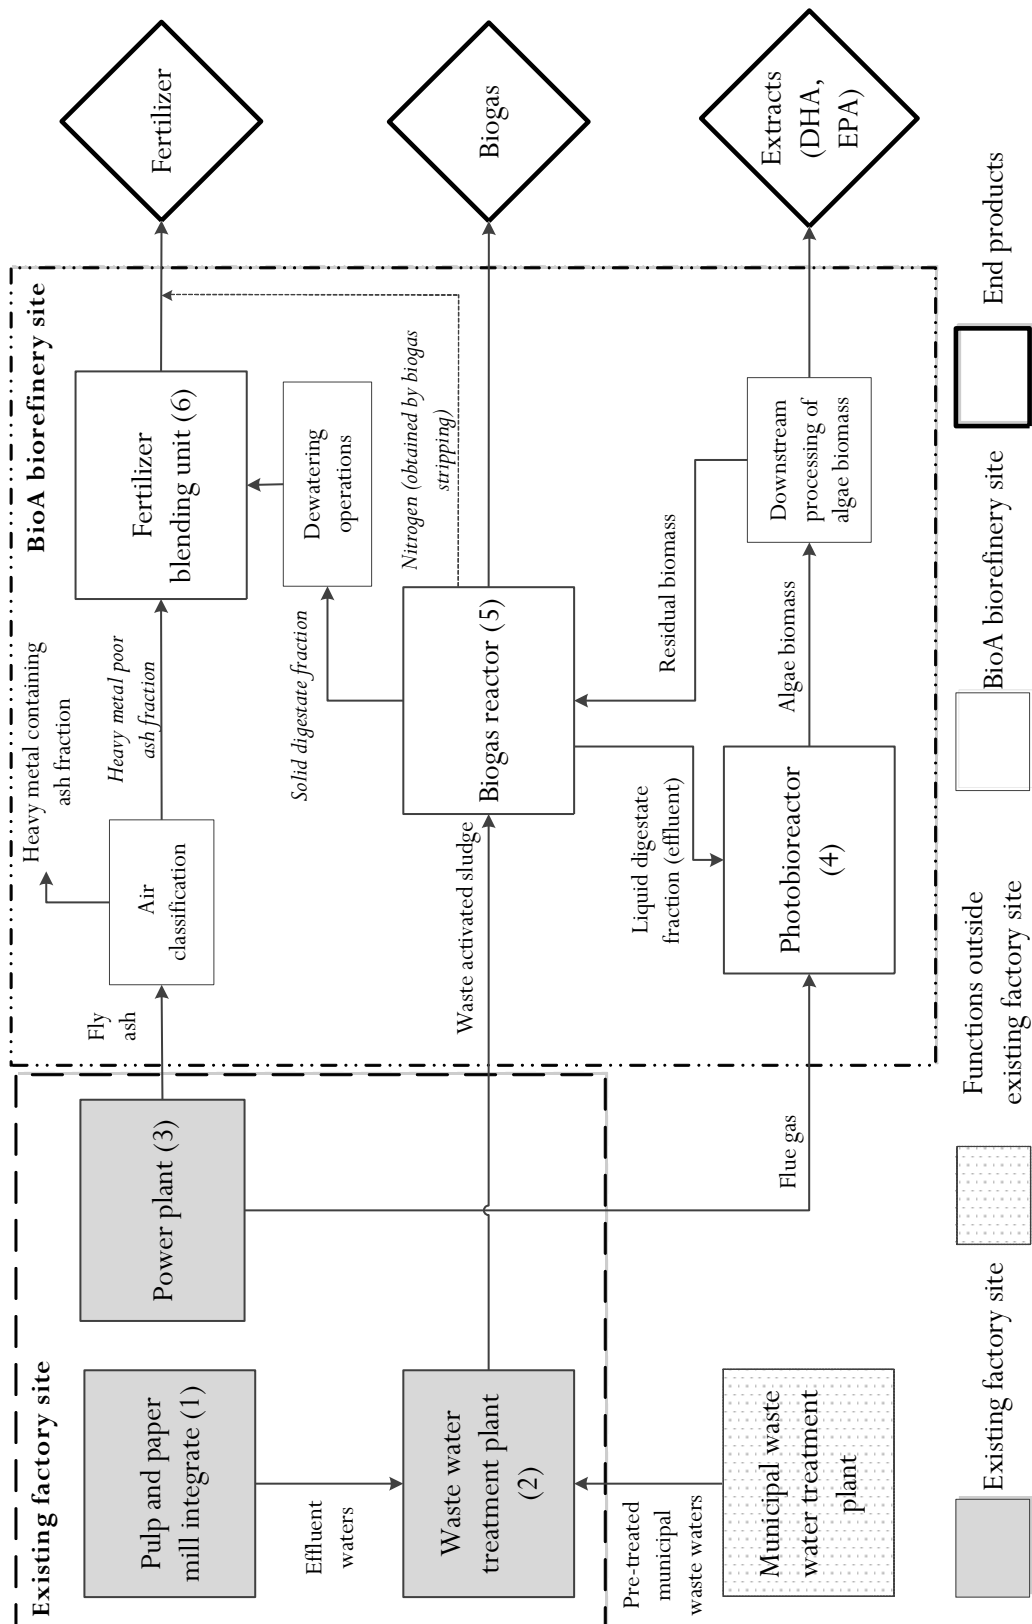 Existing factory site
Pulp and paper
mill integrate (1)
Effluent
waters
Waste water
treatment plant
(2)
Pre-treated
municipal
waste waters
Municipal waste
water treatment
plant
Power plant (3)
Flue gas
BioA biorefinery site
Fly
ash
Air
classification
Heavy metal containing
ash fraction
Heavy metal poor
ash fraction
Fertilizer
blending unit (6)
Dewatering
operations
Solid digestate fraction
Nitrogen (obtained by biogas
stripping)
Waste activated sludge
Biogas reactor (5)
Liquid digestate
fraction (effluent)
Residual biomass
Photobioreactor
(4)
Algae biomass
Downstream
processing of
algae biomass
Fertilizer
Biogas
Extracts
(DHA,
EPA)
Existing factory site
Functions outside
existing factory site
BioA biorefinery site
End products